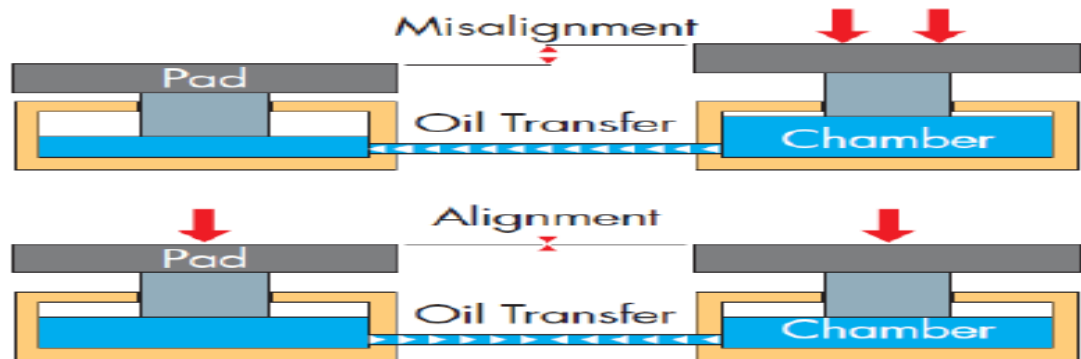 Misalignment
Pad
Oil Transfer
Chamber
Alignment
Pad
Oil Transfer
Chamber